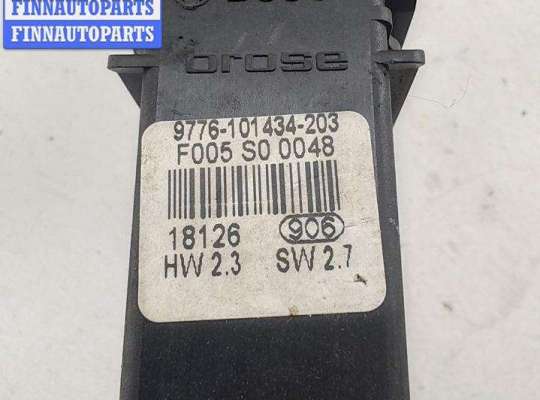 FINNAUTOPARTS
FINNAUTOPARTS
brose
9776-101434-203
F005 S0 0048
18126 906
HW 2.3 SW 2.7